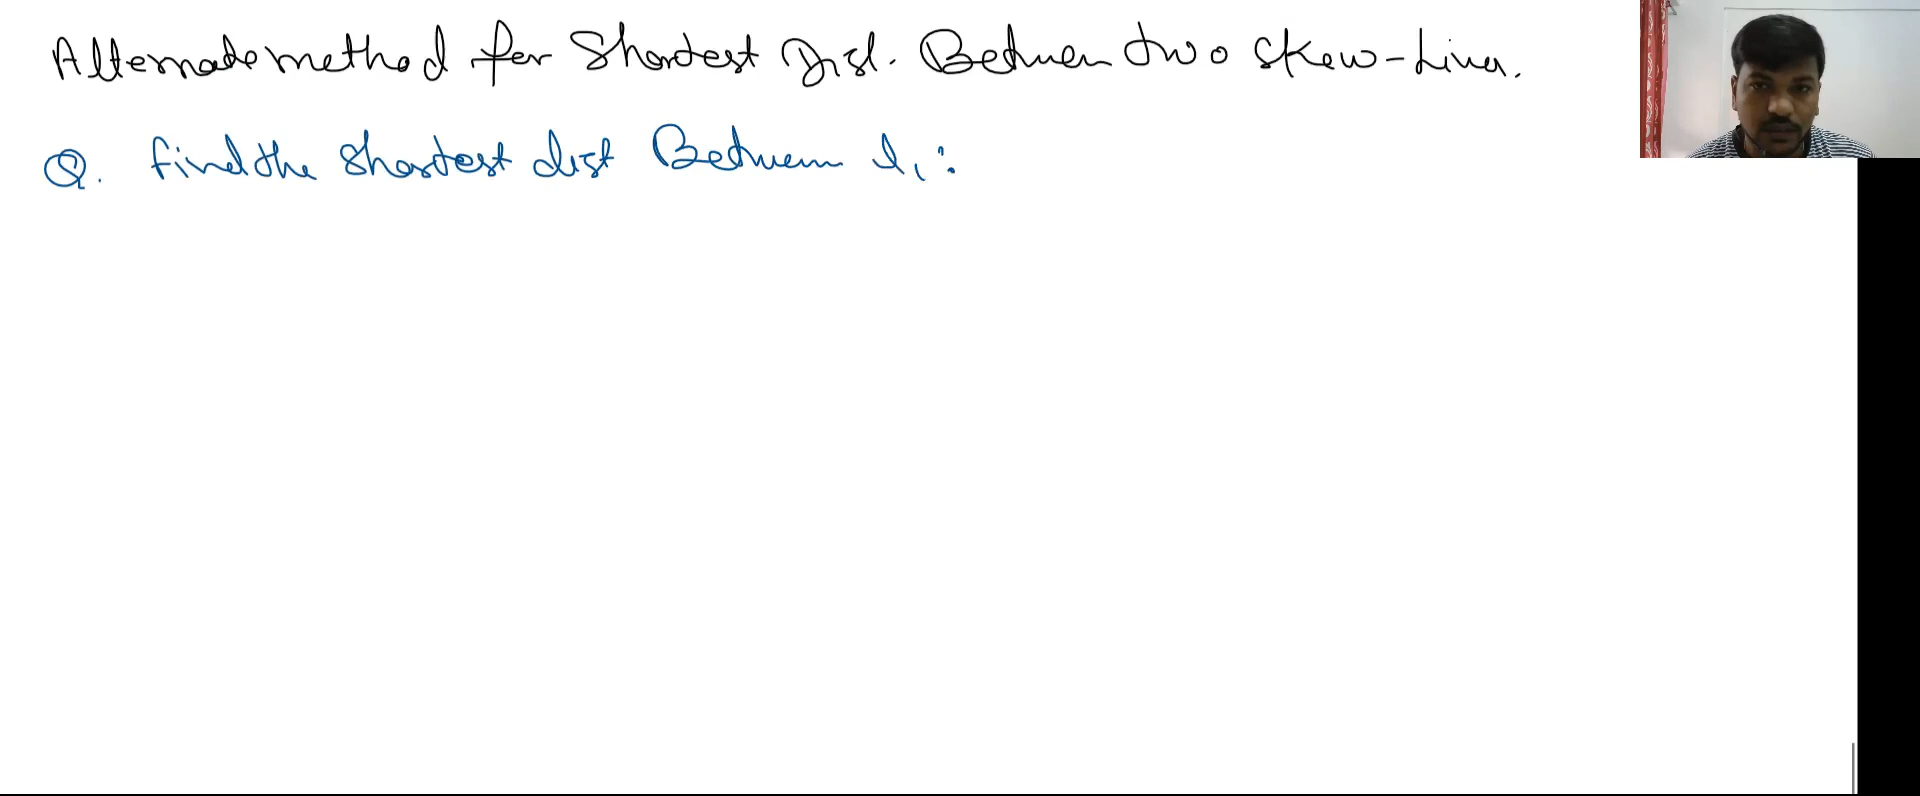 Alternate method for Shortest Dist. Between two Skew-Lines.
Q. find the shortest dist Between l₁: